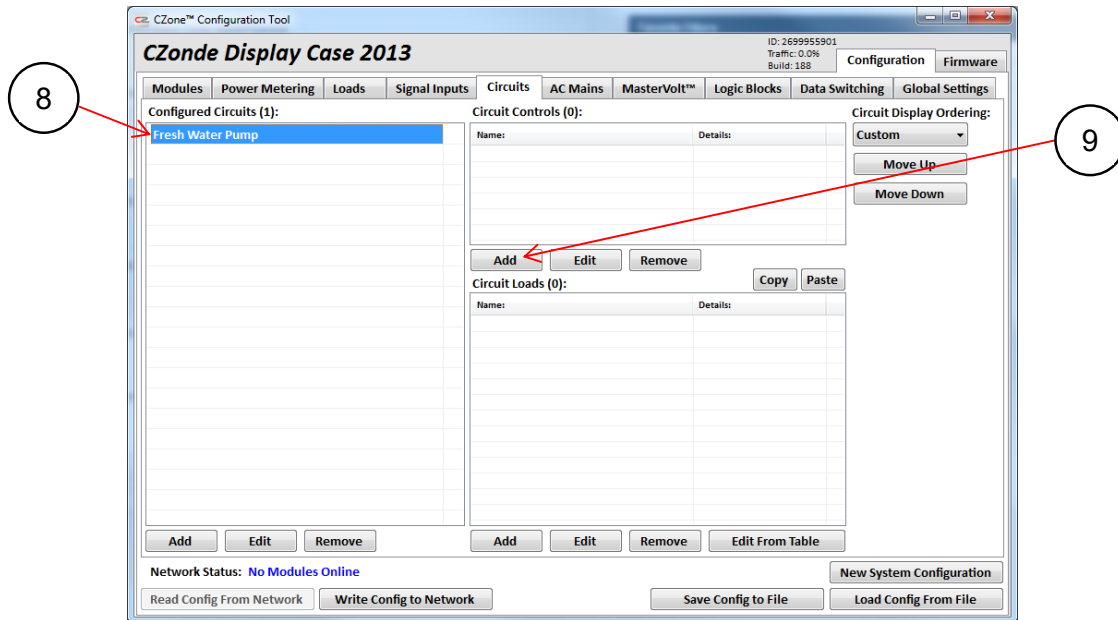 CZone™ Configuration Tool
CZonde Display Case 2013
ID: 2699955901
Traffic: 0.0%
Build: 188
Configuration Firmware
Modules Power Metering Loads Signal Inputs Circuits AC Mains MasterVolt™ Logic Blocks Data Switching Global Settings
8
Configured Circuits (1): Circuit Controls (0): Circuit Display Ordering:
Fresh Water Pump Name: Details: Custom
9
Move Up
Move Down
Add Edit Remove
Circuit Loads (0): Copy Paste
Name: Details:
Add Edit Remove Add Edit Remove Edit From Table
Network Status: No Modules Online New System Configuration
Read Config From Network Write Config to Network Save Config to File Load Config From File